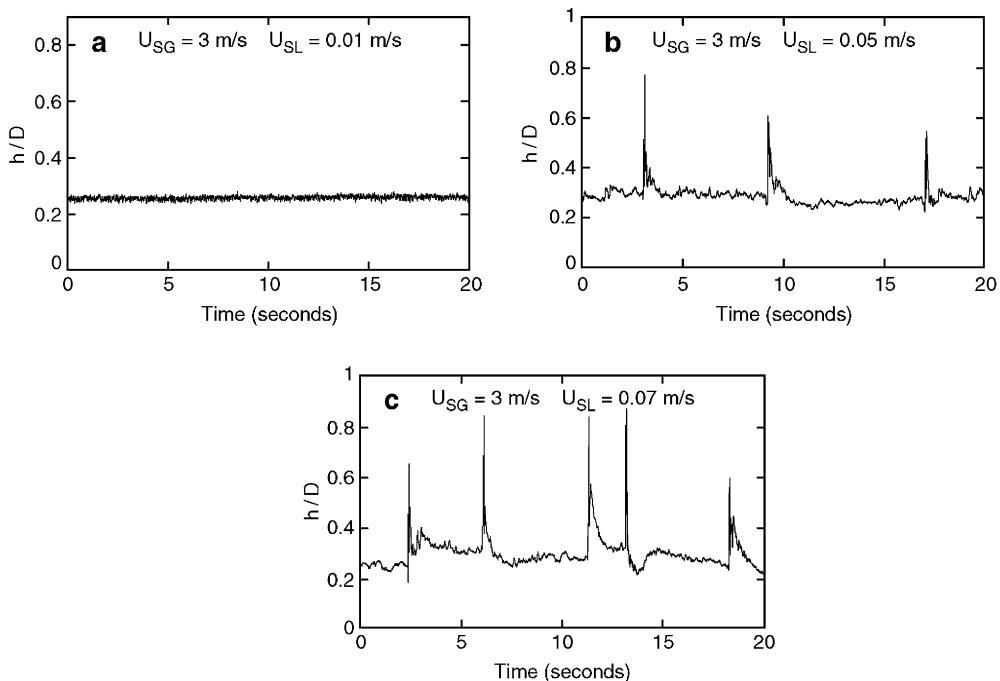 a U_SG = 3 m/s U_SL = 0.01 m/s
0.8
0.6
0.4
0.2
0
h / D
0 5 10 15 20
Time (seconds)
1
b U_SG = 3 m/s U_SL = 0.05 m/s
0.8
0.6
0.4
0.2
0
h / D
0 5 10 15 20
Time (seconds)
1
c U_SG = 3 m/s U_SL = 0.07 m/s
0.8
0.6
0.4
0.2
0
h / D
0 5 10 15 20
Time (seconds)